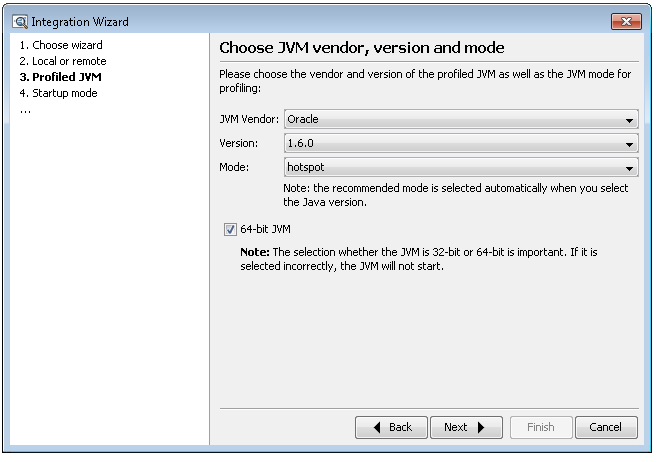 Integration Wizard
1. Choose wizard
2. Local or remote
3. Profiled JVM
4. Startup mode
...
Choose JVM vendor, version and mode
Please choose the vendor and version of the profiled JVM as well as the JVM mode for
profiling:
JVM Vendor: Oracle
Version: 1.6.0
Mode: hotspot
Note: the recommended mode is selected automatically when you select
the Java version.
64-bit JVM
Note: The selection whether the JVM is 32-bit or 64-bit is important. If it is
selected incorrectly, the JVM will not start.
Back Next Finish Cancel